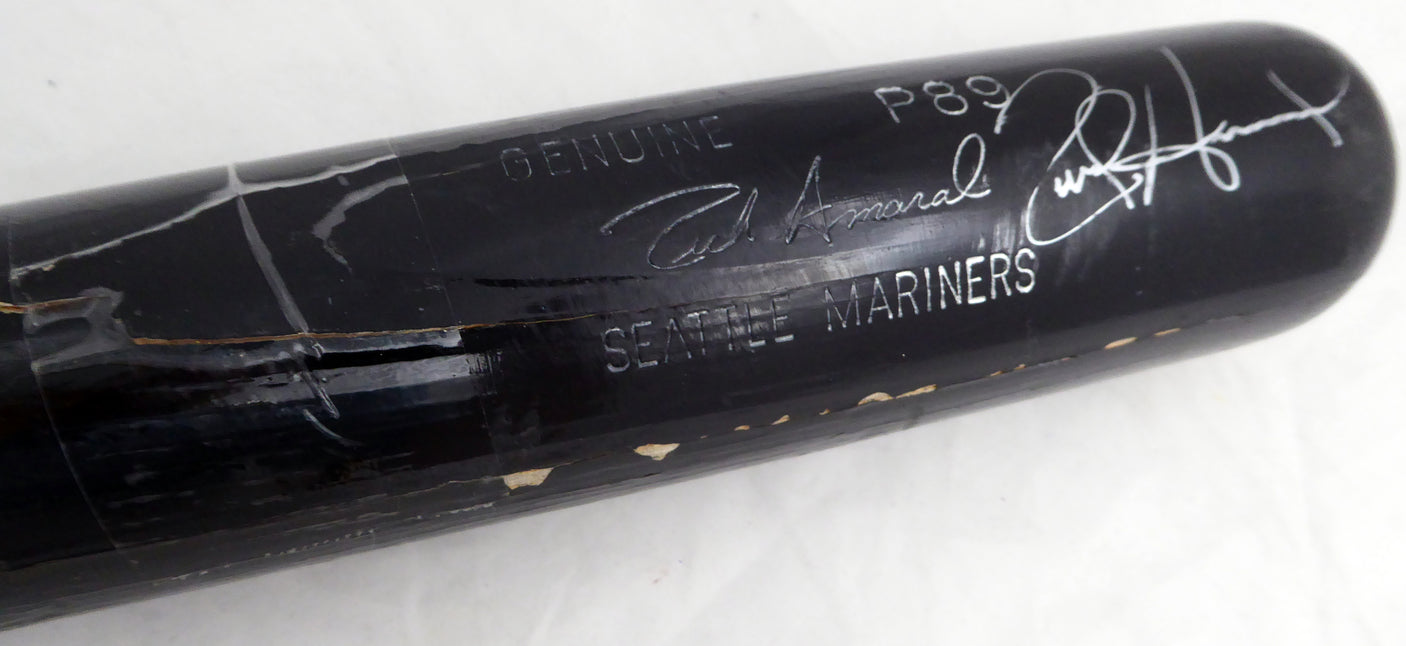 GENUINE P89
Rich Amaral
SEATTLE MARINERS